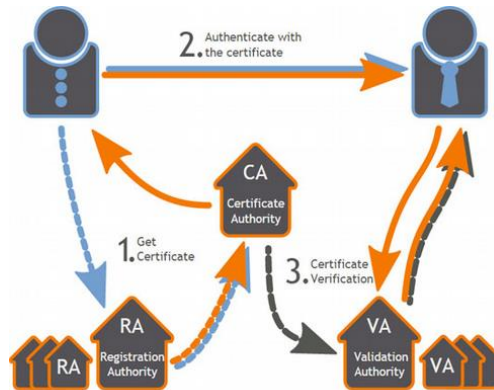 2. Authenticate with
the certificate
CA
Certificate
Authority
1. Get
Certificate
3. Certificate
Verification
RA
Registration
Authority
RA
VA
Validation
Authority
VA